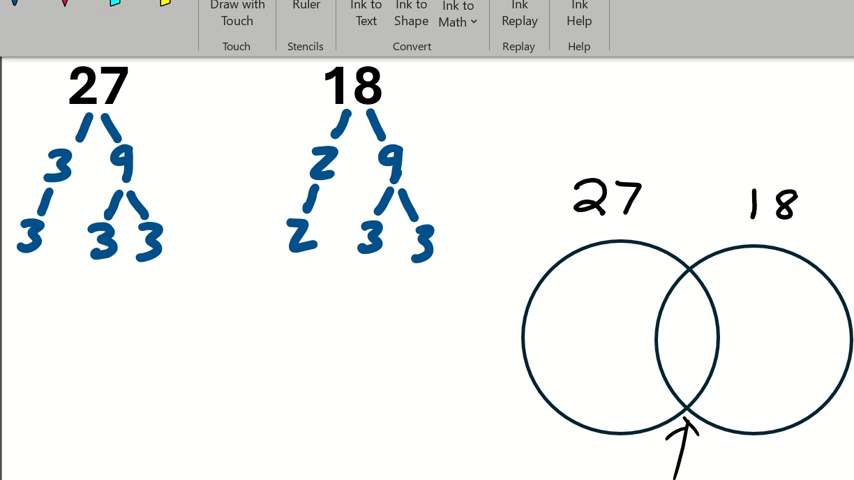 Draw with Touch
Ruler
Ink to Text
Ink to Shape
Ink to Math
Ink Replay
Ink Help
Touch
Stencils
Convert
Replay
Help
27
18
3 9
2 9
3 3 3
2 3 3
27
18